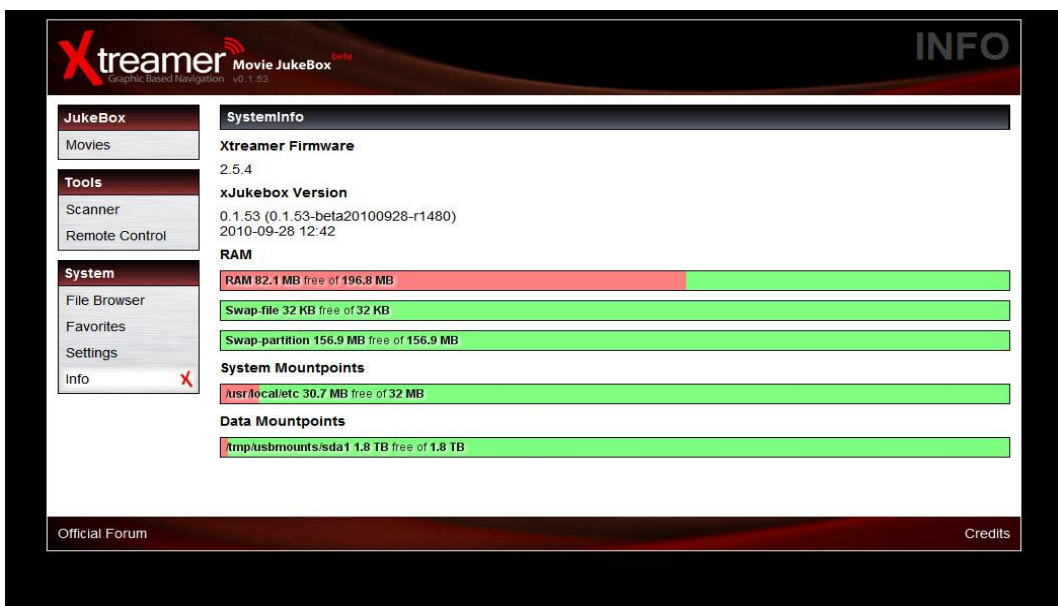 Xtreamer Movie JukeBox beta
Graphic Based Navigation v0.1.53
INFO
JukeBox
Movies
Tools
Scanner
Remote Control
System
File Browser
Favorites
Settings
Info
SystemInfo
Xtreamer Firmware
2.5.4
xJukebox Version
0.1.53 (0.1.53-beta20100928-r1480)
2010-09-28 12:42
RAM
RAM 82.1 MB free of 196.8 MB
Swap-file 32 KB free of 32 KB
Swap-partition 156.9 MB free of 156.9 MB
System Mountpoints
/usr/local/etc 30.7 MB free of 32 MB
Data Mountpoints
/tmp/usbmounts/sda1 1.8 TB free of 1.8 TB
Official Forum
Credits